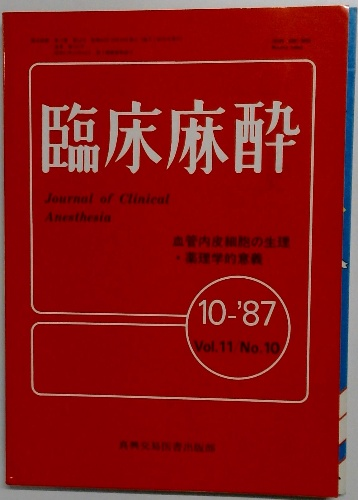 臨床麻酔
Journal of Clinical
Anesthesia
血管内皮細胞の生理
・薬理学的意義
10-'87
Vol.11/No.10
真興交易医書出版部